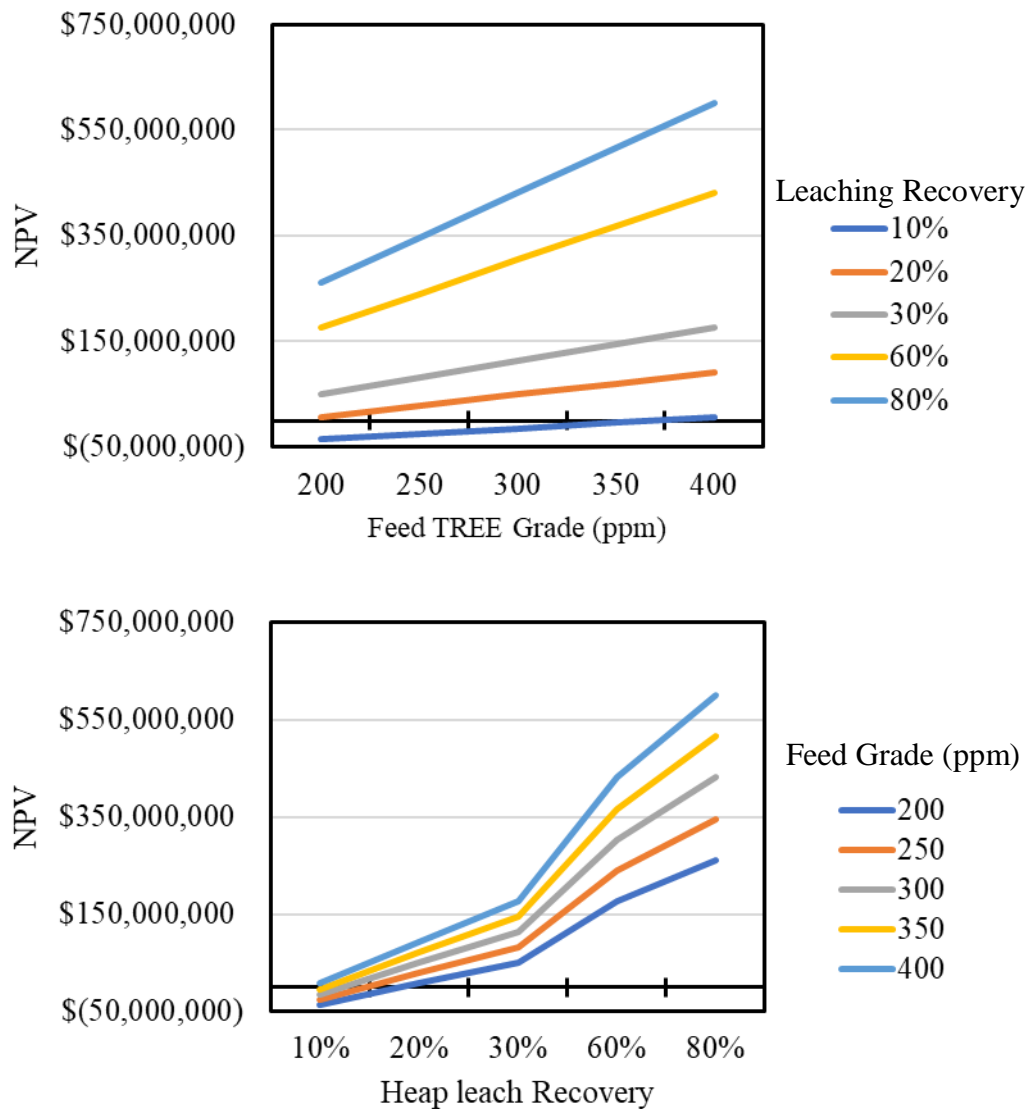 $750,000,000
$550,000,000
$350,000,000
$150,000,000
$(50,000,000)
NPV
200 250 300 350 400
Feed TREE Grade (ppm)
Leaching Recovery
10%
20%
30%
60%
80%
$750,000,000
$550,000,000
$350,000,000
$150,000,000
$(50,000,000)
NPV
10% 20% 30% 60% 80%
Heap leach Recovery
Feed Grade (ppm)
200
250
300
350
400